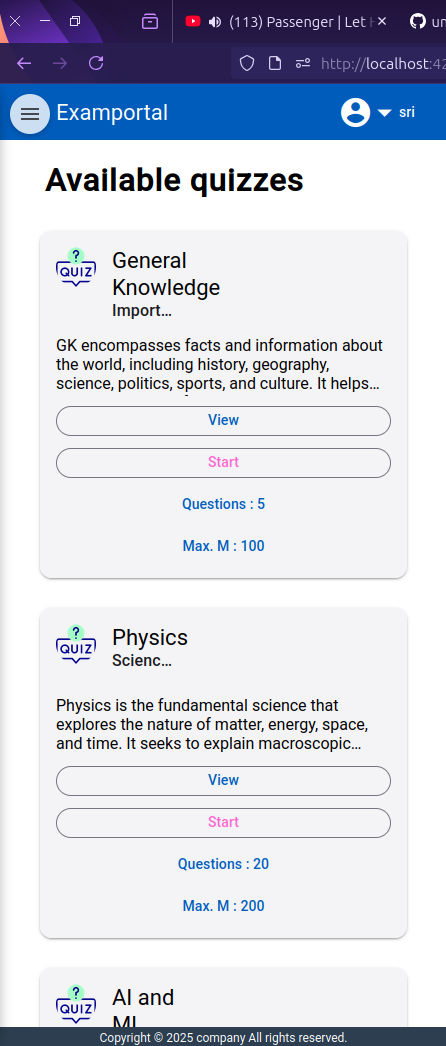 (113) Passenger | Let H
un
http://localhost:42
Examportal
sri
Available quizzes
QUIZ
General
Knowledge
Import…
GK encompasses facts and information about
the world, including history, geography,
science, politics, sports, and culture. It helps…
View
Start
Questions : 5
Max. M : 100
QUIZ
Physics
Scienc…
Physics is the fundamental science that
explores the nature of matter, energy, space,
and time. It seeks to explain macroscopic…
View
Start
Questions : 20
Max. M : 200
QUIZ
AI and
ML
Copyright © 2025 company All rights reserved.